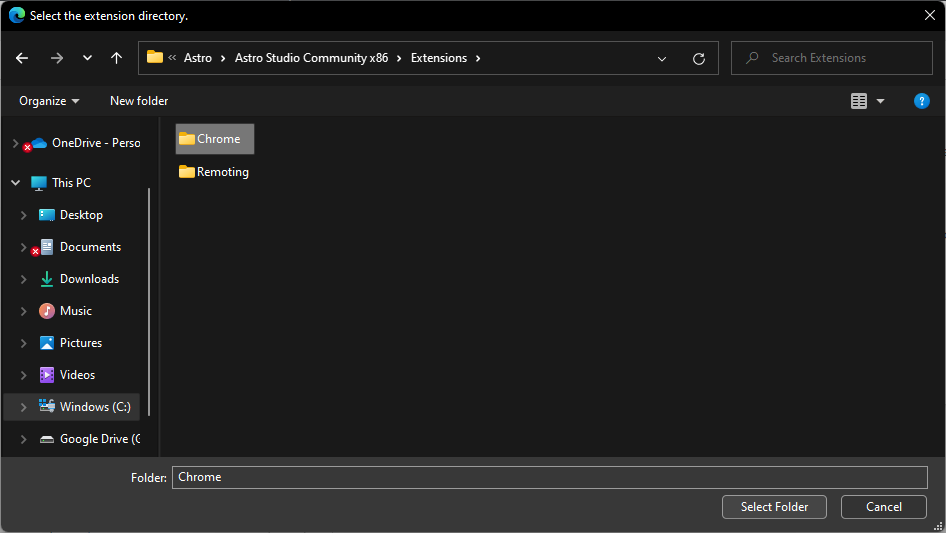 Select the extension directory.
« Astro › Astro Studio Community x86 › Extensions ›
Search Extensions
Organize
New folder
?
OneDrive - Perso
This PC
Desktop
Documents
Downloads
Music
Pictures
Videos
Windows (C:)
Google Drive (G
Chrome
Remoting
Folder: Chrome
Select Folder
Cancel